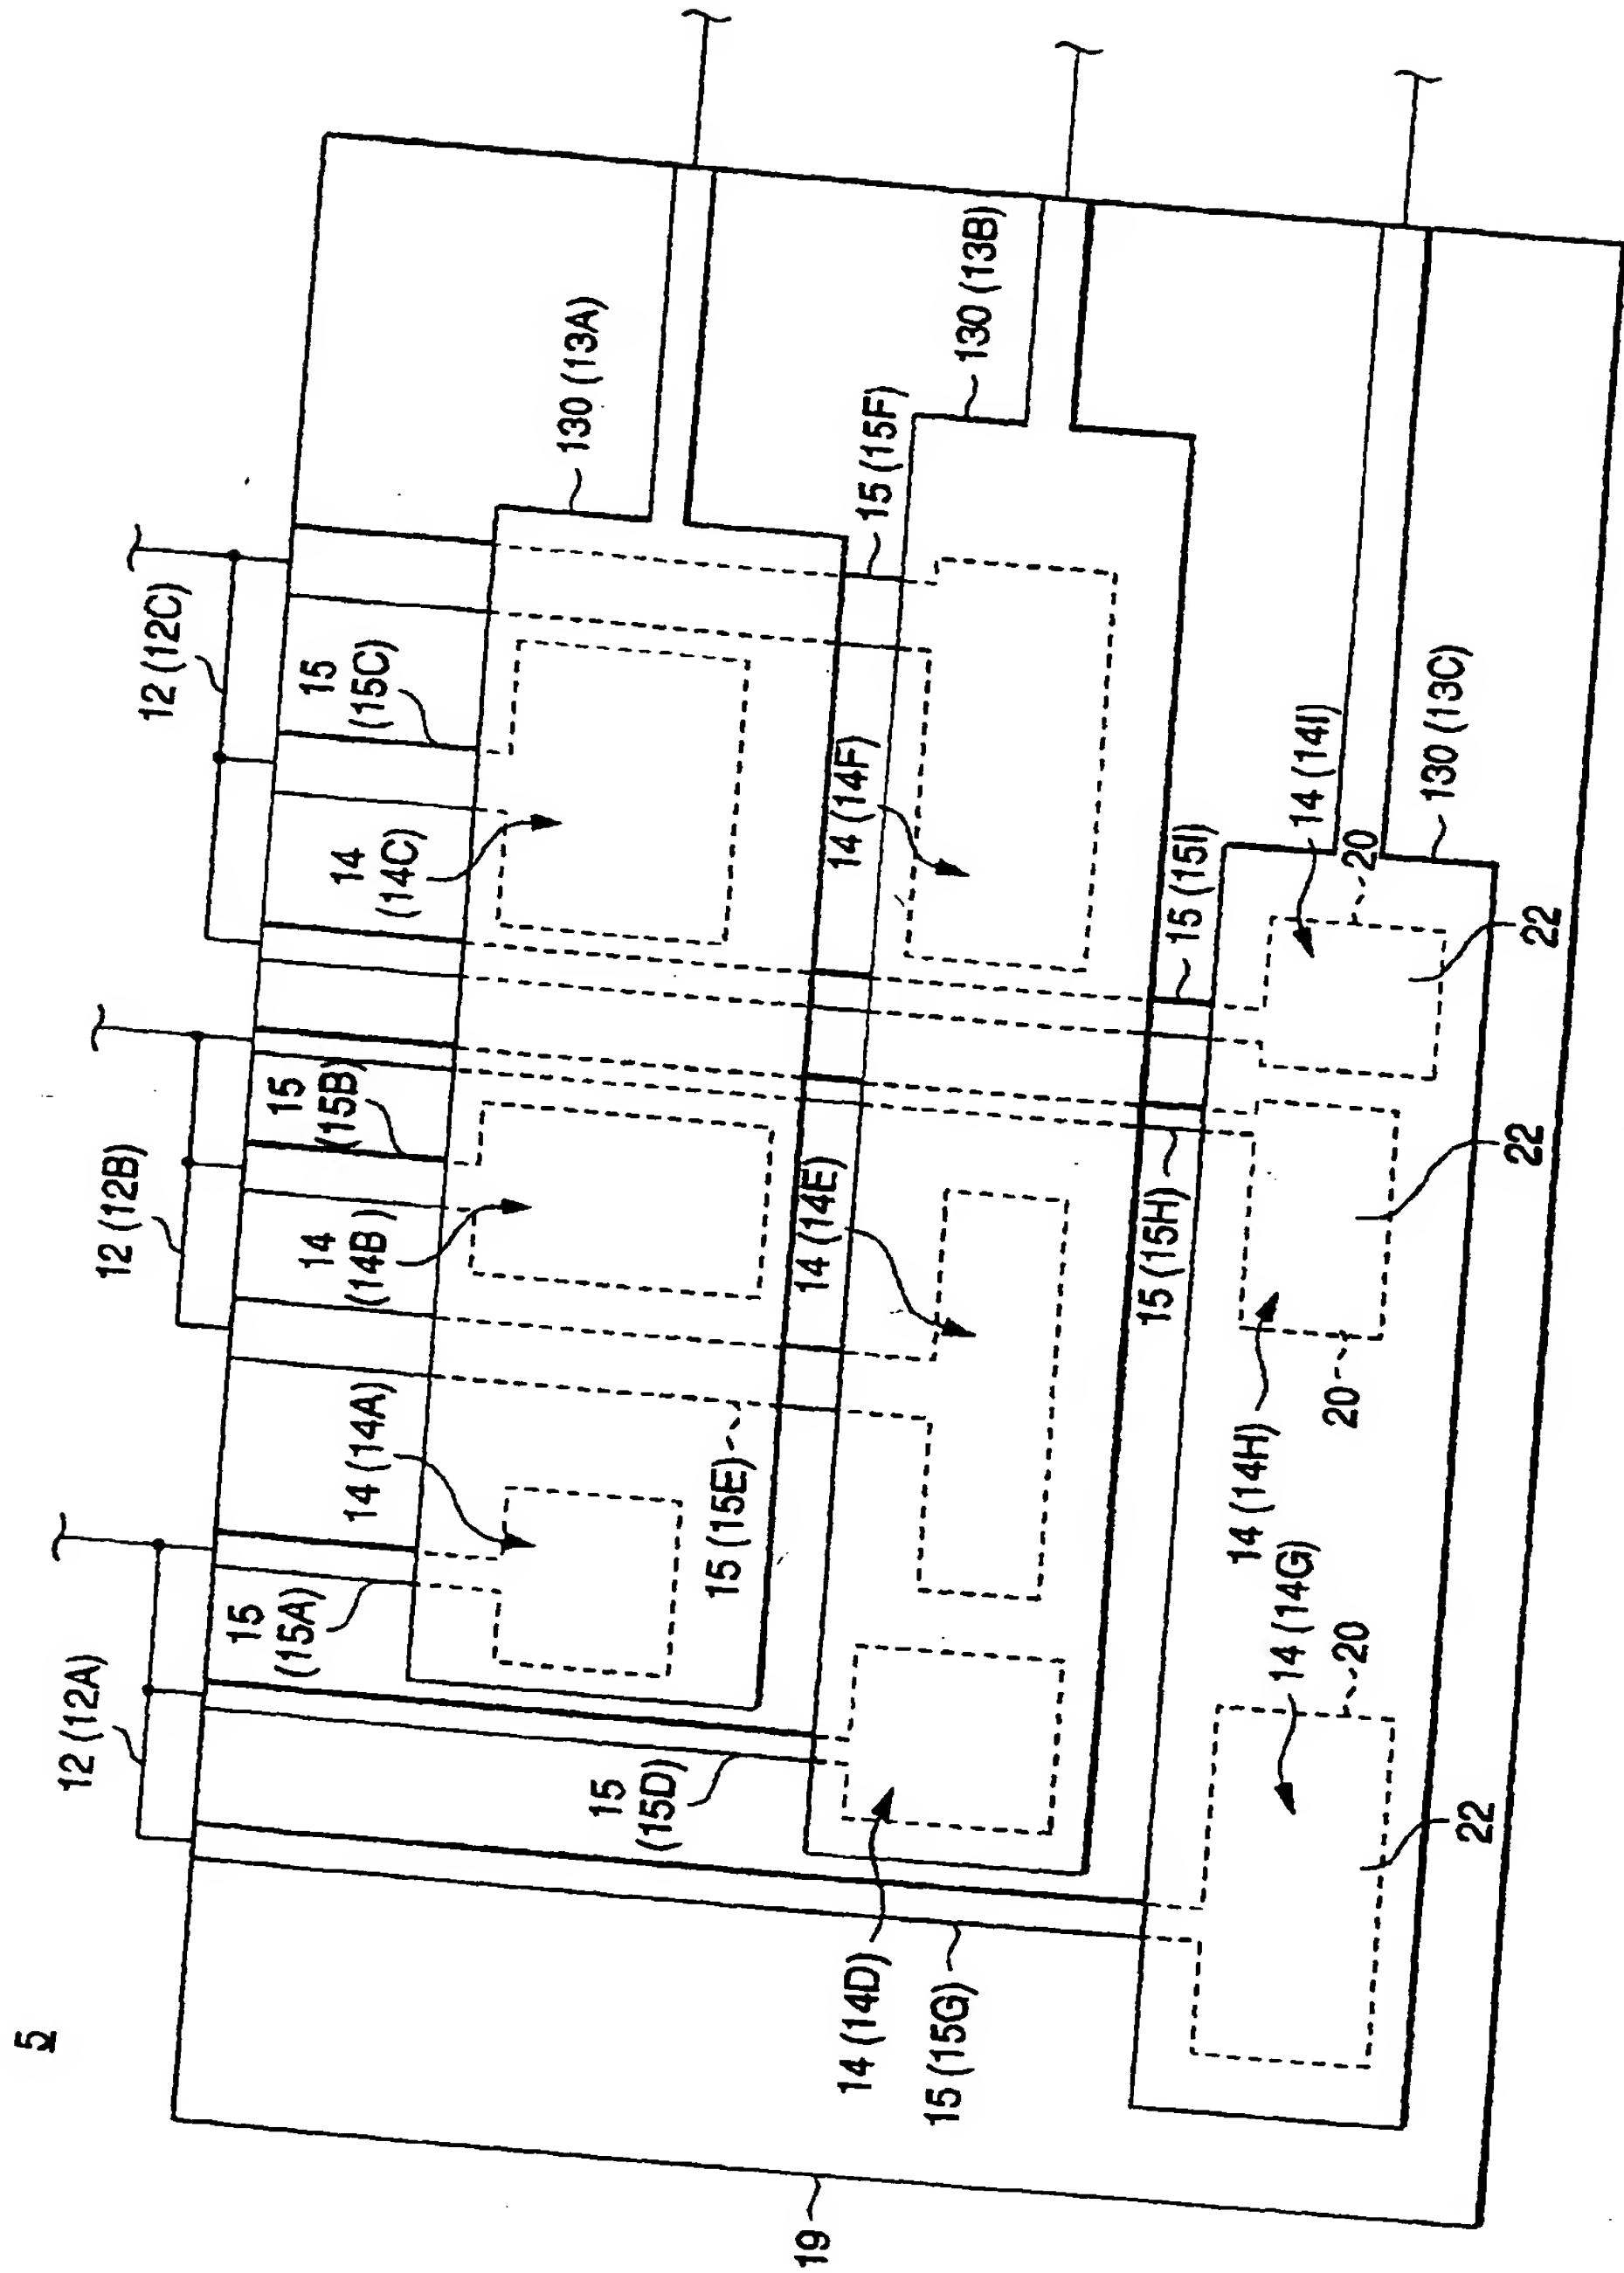 5
12 (12A)
12 (12B)
12 (12C)
15
(15A)
14 (14A)
14
(14B)
15
(15B)
14
(14C)
15
(15C)
130 (13A)
15
(15D)
15 (15E)
14 (14E)
14 (14F)
15 (15F)
130 (13B)
14 (14D)
15 (15G)
15 (15H)
15 (15I)
14 (14G)
20
14 (14H)
20
14 (14I)
20
130 (13C)
22
22
22
19